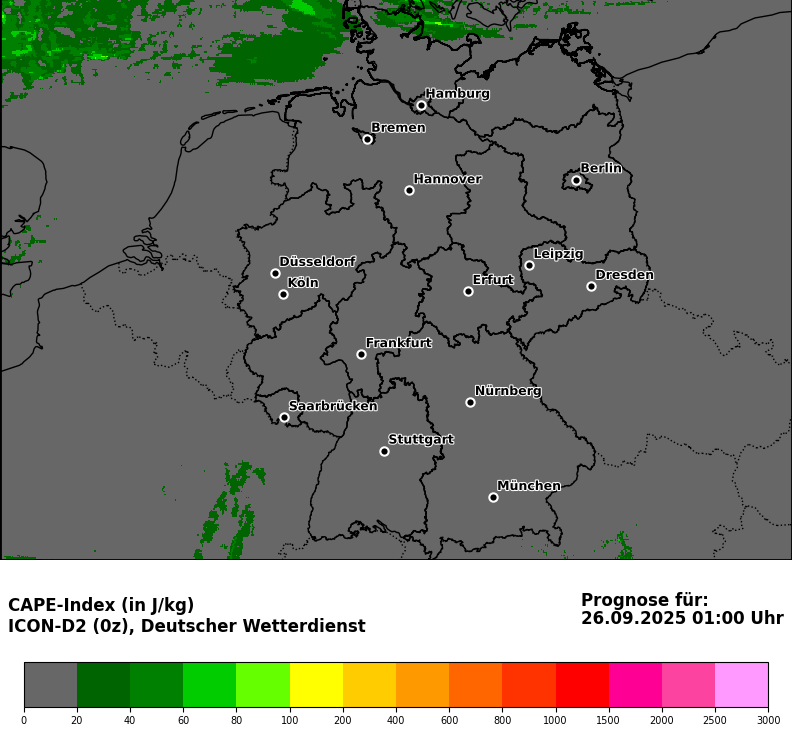 Hamburg
Bremen
Berlin
Hannover
Leipzig
Düsseldorf
Dresden
Köln
Erfurt
Frankfurt
Nürnberg
Saarbrücken
Stuttgart
München
CAPE-Index (in J/kg)
ICON-D2 (0z), Deutscher Wetterdienst
Prognose für:
26.09.2025 01:00 Uhr
0 20 40 60 80 100 200 400 600 800 1000 1500 2000 2500 3000